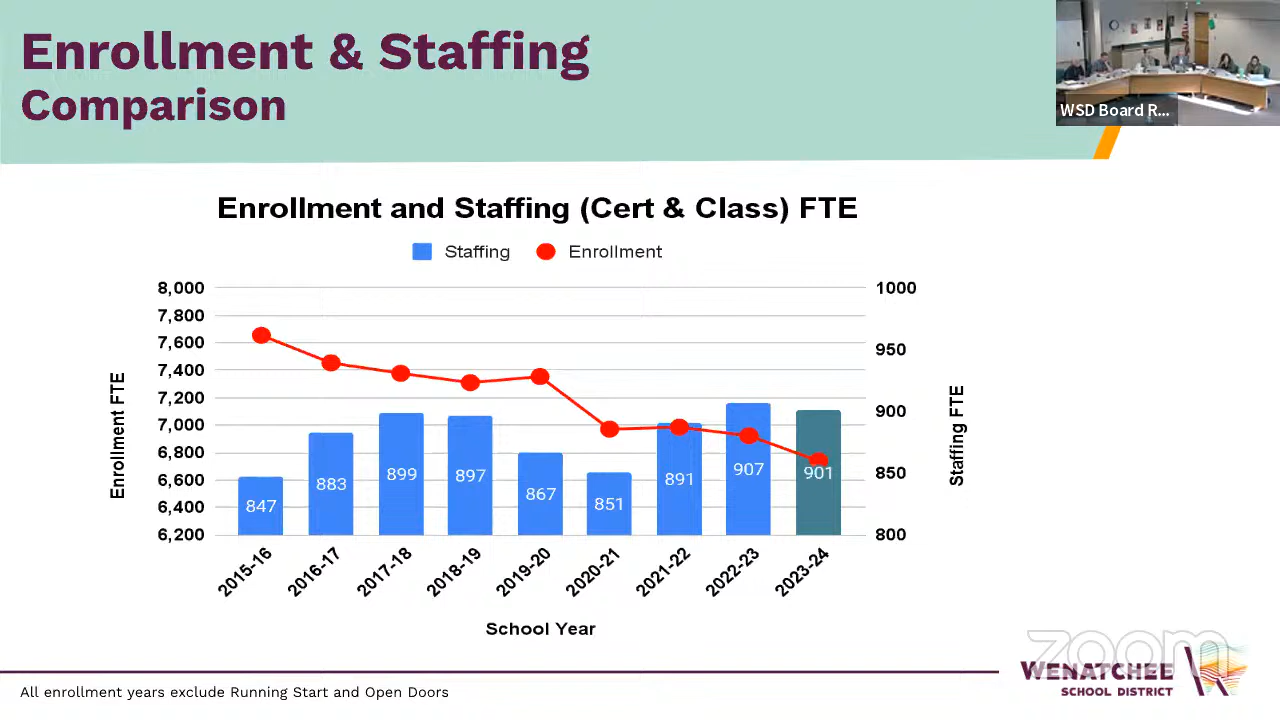 Enrollment & Staffing
Comparison
WSD Board R...
Enrollment and Staffing (Cert & Class) FTE
Staffing
Enrollment
8,000
7,800
7,600
7,400
7,200
7,000
6,800
6,600
6,400
6,200
Enrollment FTE
847
883
899
897
867
851
891
907
901
1000
950
900
850
800
Staffing FTE
2015-16
2016-17
2017-18
2018-19
2019-20
2020-21
2021-22
2022-23
2023-24
School Year
zoom
WENATCHEE
SCHOOL DISTRICT
All enrollment years exclude Running Start and Open Doors